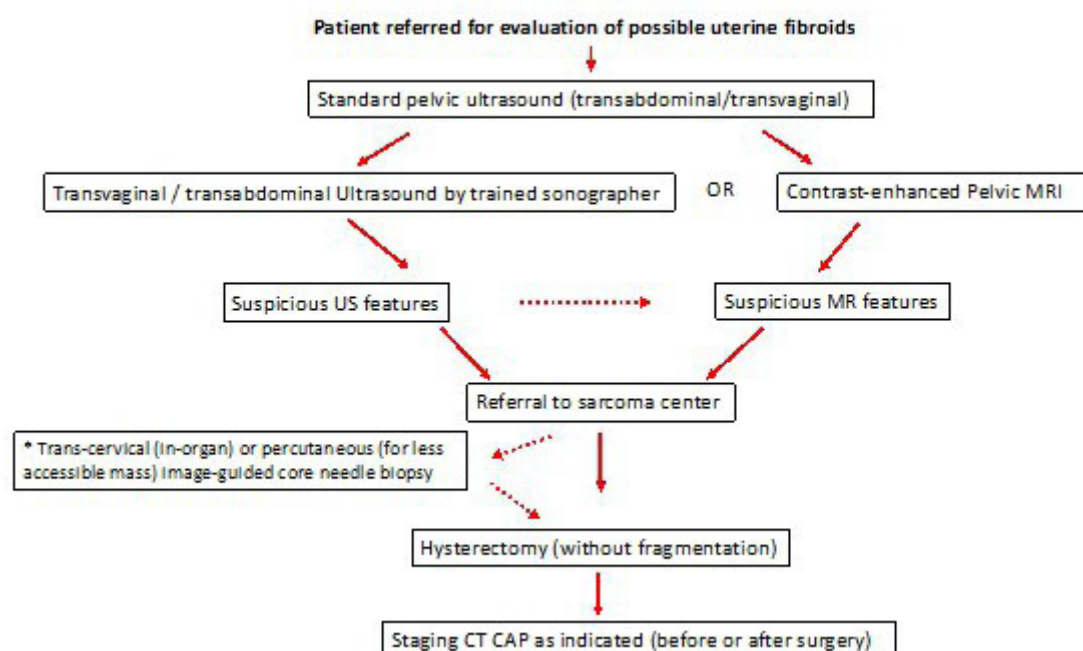 Patient referred for evaluation of possible uterine fibroids
Standard pelvic ultrasound (transabdominal/transvaginal)
Transvaginal / transabdominal Ultrasound by trained sonographer
OR
Contrast-enhanced Pelvic MRI
Suspicious US features
Suspicious MR features
Referral to sarcoma center
* Trans-cervical (in-organ) or percutaneous (for less
accessible mass) image-guided core needle biopsy
Hysterectomy (without fragmentation)
Staging CT CAP as indicated (before or after surgery)